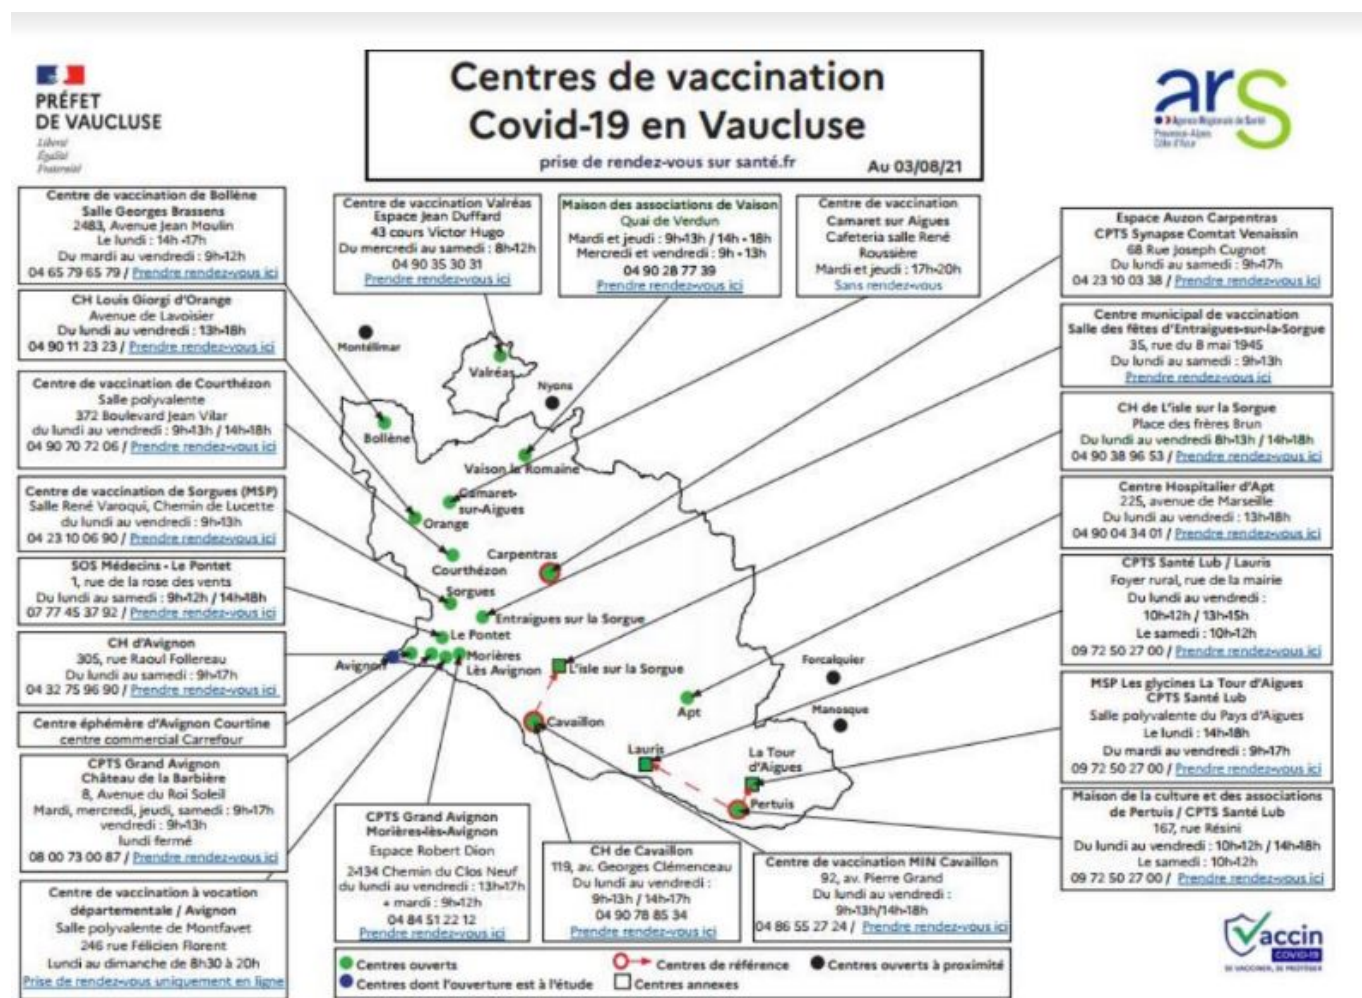 PRÉFET
DE VAUCLUSE
Liberté
Égalité
Fraternité
Centres de vaccination
Covid-19 en Vaucluse
prise de rendez-vous sur santé.fr
Au 03/08/21
ars
Agence Régionale de Santé
Provence-Alpes
Côte d'Azur
Centre de vaccination de Bollène
Salle Georges Brassens
2483, Avenue Jean Moulin
Le lundi : 14h -17h
Du mardi au vendredi : 9h-12h
04 65 79 65 79 / Prendre rendez-vous ici
CH Louis Giorgi d'Orange
Avenue de Lavoisier
Du lundi au vendredi : 13h-18h
04 90 11 23 23 / Prendre rendez-vous ici
Centre de vaccination de Courthézon
Salle polyvalente
372 Boulevard Jean Vilar
du lundi au vendredi : 9h-13h / 14h-18h
04 90 70 72 06 / Prendre rendez-vous ici
Centre de vaccination de Sorgues (MSP)
Salle René Varoqui, Chemin de Lucette
du lundi au vendredi : 9h-13h
04 23 10 06 90 / Prendre rendez-vous ici
SOS Médecins - Le Pontet
1, rue de la rose des vents
Du lundi au samedi : 9h-12h / 14h-18h
07 77 45 37 92 / Prendre rendez-vous ici
CH d'Avignon
305, rue Raoul Follereau
Du lundi au samedi : 9h-17h
04 32 75 96 90 / Prendre rendez-vous ici
Centre éphémère d'Avignon Courtine
centre commercial Carrefour
CPTS Grand Avignon
Château de la Barbière
8, Avenue du Roi Soleil
Mardi, mercredi, jeudi, samedi : 9h-17h
vendredi : 9h-13h
lundi fermé
08 00 73 00 87 / Prendre rendez-vous ici
Centre de vaccination à vocation
départementale / Avignon
Salle polyvalente de Montfavet
246 rue Félicien Florent
Lundi au dimanche de 8h30 à 20h
Prise de rendez-vous uniquement en ligne
Centre de vaccination Valréas
Espace Jean Duffard
43 cours Victor Hugo
Du mercredi au samedi : 8h-12h
04 90 35 30 31
Prendre rendez-vous ici
Maison des associations de Vaison
Quai de Verdun
Mardi et jeudi : 9h-13h / 14h - 18h
Mercredi et vendredi : 9h - 13h
04 90 28 77 39
Prendre rendez-vous ici
Centre de vaccination
Camaret sur Aigues
Cafeteria salle René
Roussière
Mardi et jeudi : 17h-20h
Sans rendez-vous
Espace Auzon Carpentras
CPTS Synapse Comtat Venaissin
68 Rue Joseph Cugnot
Du lundi au samedi : 9h-17h
04 23 10 03 38 / Prendre rendez-vous ici
Centre municipal de vaccination
Salle des fêtes d'Entraigues-sur-la-Sorgue
35, rue du 8 mai 1945
Du lundi au samedi : 9h-13h
Prendre rendez-vous ici
CH de L'isle sur la Sorgue
Place des frères Brun
Du lundi au vendredi 8h-13h / 14h-18h
04 90 38 96 53 / Prendre rendez-vous ici
Centre Hospitalier d'Apt
225, avenue de Marseille
Du lundi au vendredi : 13h-18h
04 90 04 34 01 / Prendre rendez-vous ici
CPTS Santé Lub / Lauris
Foyer rural, rue de la mairie
Du lundi au vendredi :
10h-12h / 13h-15h
Le samedi : 10h-12h
09 72 50 27 00 / Prendre rendez-vous ici
MSP Les glycines La Tour d'Aigues
CPTS Santé Lub
Salle polyvalente du Pays d'Aigues
Le lundi : 14h-18h
Du mardi au vendredi : 9h-17h
09 72 50 27 00 / Prendre rendez-vous ici
Maison de la culture et des associations
de Pertuis / CPTS Santé Lub
167, rue Résini
Du lundi au vendredi : 10h-12h / 14h-18h
Le samedi : 10h-12h
09 72 50 27 00 / Prendre rendez-vous ici
Montélimar
Valréas
Nyons
Bollène
Vaison la Romaine
Camaret-
sur-Aigues
Orange
Carpentras
Courthézon
Sorgues
Entraigues sur la Sorgue
Le Pontet
Avignon
Morières
Lès Avignon
L'isle sur la Sorgue
Forcalquier
Apt
Manosque
Cavaillon
Lauris
La Tour
d'Aigues
Pertuis
CPTS Grand Avignon
Morières-lès-Avignon
Espace Robert Dion
2-134 Chemin du Clos Neuf
du lundi au vendredi : 13h-17h
+ mardi : 9h-12h
04 84 51 22 12
Prendre rendez-vous ici
CH de Cavaillon
119, av. Georges Clémenceau
Du lundi au vendredi :
9h-13h / 14h-17h
04 90 78 85 34
Prendre rendez-vous ici
Centre de vaccination MIN Cavaillon
92, av. Pierre Grand
Du lundi au vendredi :
9h-13h/14h-18h
04 86 55 27 24 / Prendre rendez-vous ici
Centres ouverts
Centres de référence
Centres ouverts à proximité
Centres dont l'ouverture est à l'étude
Centres annexes
Vaccin
COVID-19
SE VACCINER, SE PROTÉGER